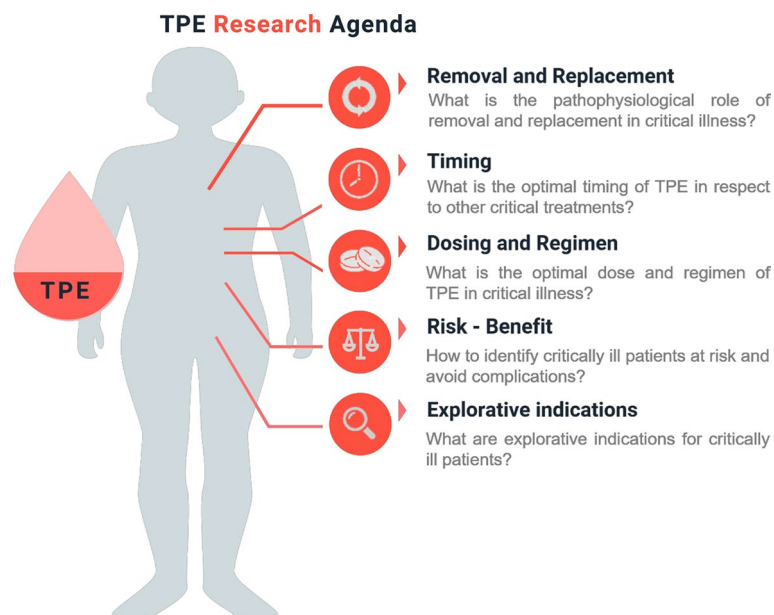 TPE Research Agenda
Removal and Replacement
What is the pathophysiological role of
removal and replacement in critical illness?
Timing
What is the optimal timing of TPE in respect
to other critical treatments?
TPE
Dosing and Regimen
What is the optimal dose and regimen of
TPE in critical illness?
Risk - Benefit
How to identify critically ill patients at risk and
avoid complications?
Explorative indications
What are explorative indications for critically
ill patients?